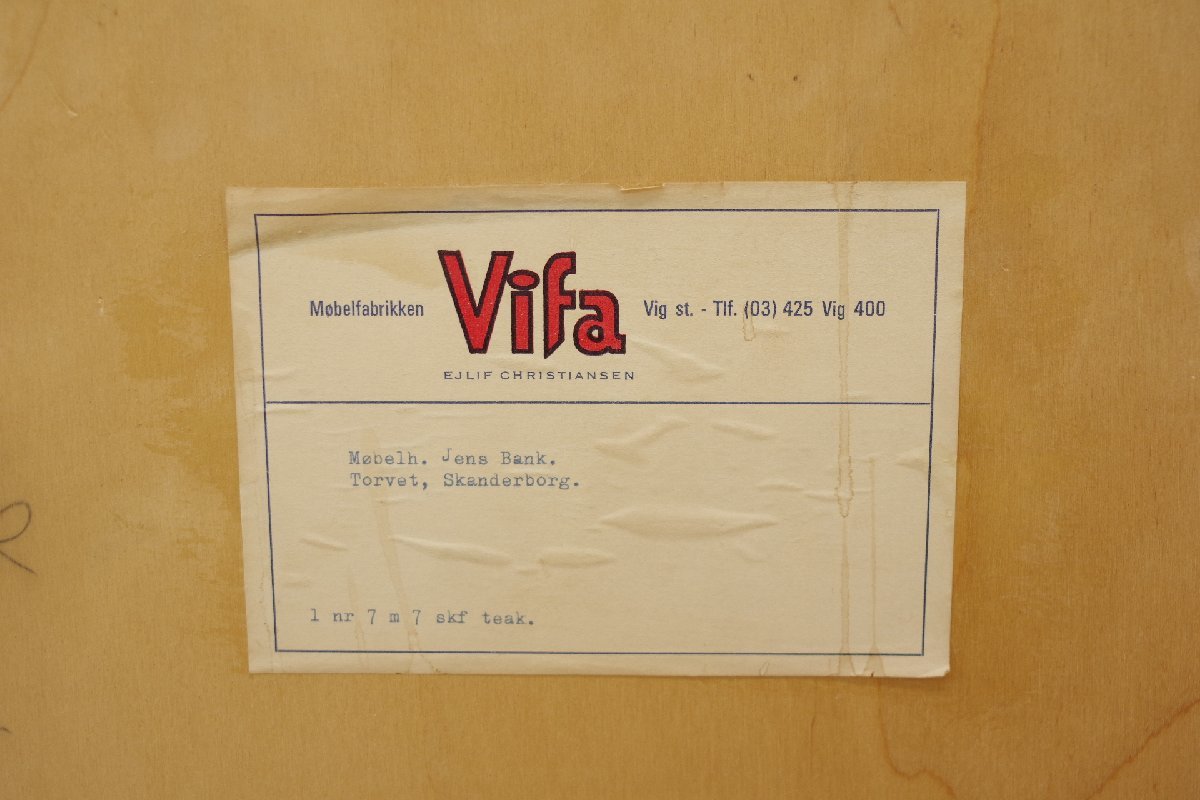 Møbelfabrikken Vifa Vig st. - Tlf. (03) 425 Vig 400
EJLIF CHRISTIANSEN
Møbelh. Jens Bank.
Torvet, Skanderborg.
1 nr 7 m 7 skf teak.